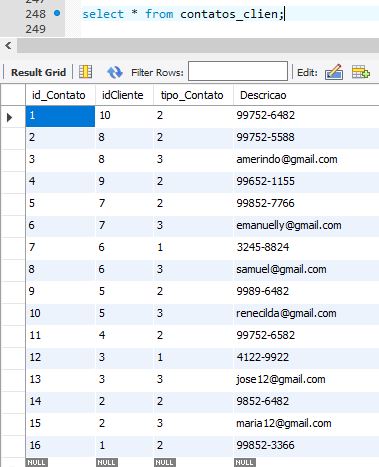 248 select * from contatos_clien;
249
Result Grid Filter Rows: Edit:
id_Contato idCliente tipo_Contato Descricao
1 10 2 99752-6482
2 8 2 99752-5588
3 8 3 amerindo@gmail.com
4 9 2 99652-1155
5 7 2 99852-7766
6 7 3 emanuelly@gmail.com
7 6 1 3245-8824
8 6 3 samuel@gmail.com
9 5 2 9989-6482
10 5 3 renecilda@gmail.com
11 4 2 99752-6582
12 3 1 4122-9922
13 3 3 jose12@gmail.com
14 2 2 9852-6482
15 2 3 maria12@gmail.com
16 1 2 99852-3366
NULL NULL NULL NULL